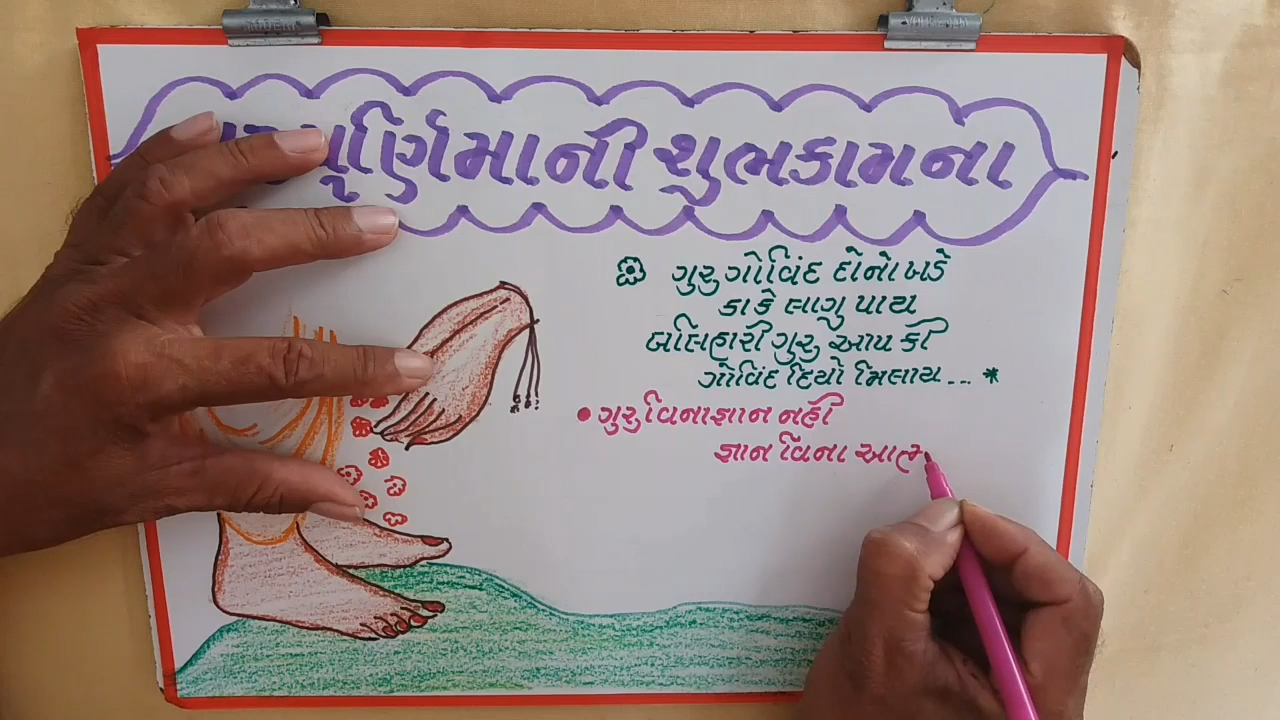 પૂર્ણિમાની શુભકામના
ગુરુ ગોવિંદ દોનો ખડે
કાકે લાગુ પાય
બલિહારી ગુરુ આપ કી
ગોવિંદ દિયો મિલાય... *
• ગુરુ વિના જ્ઞાન નહી
જ્ઞાન વિના